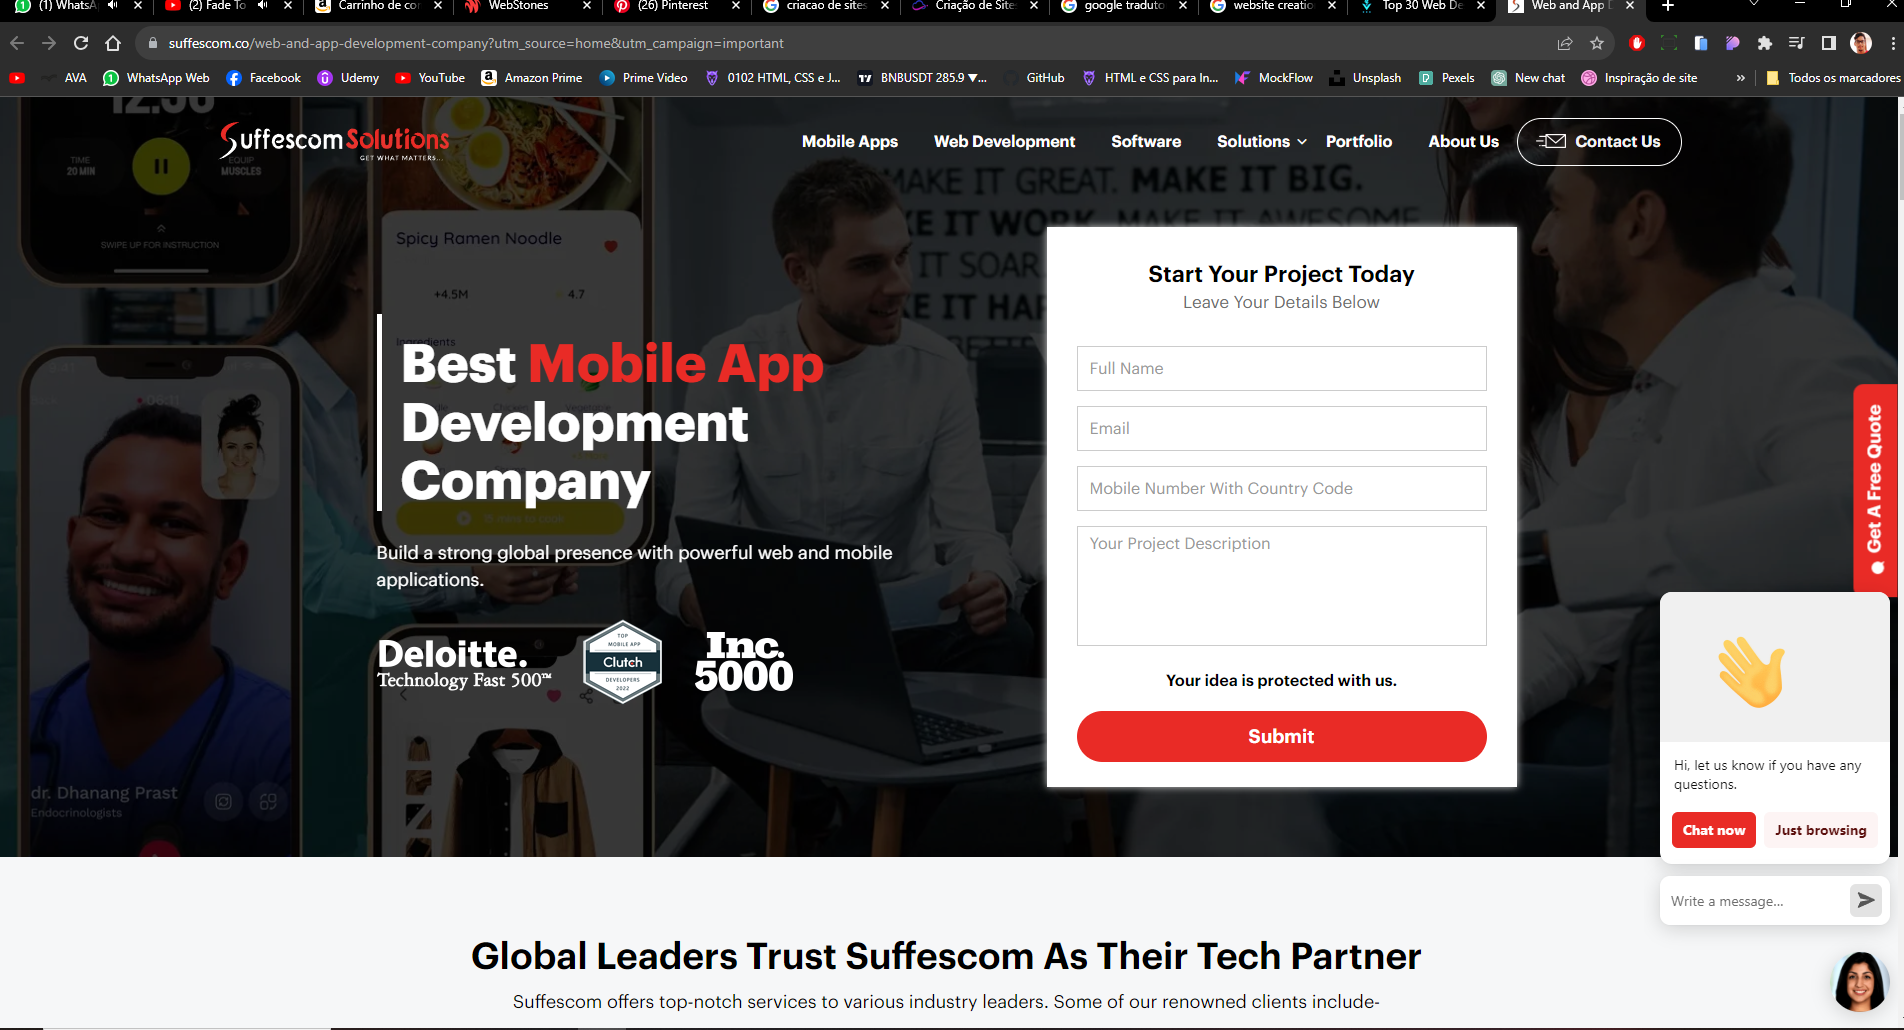 (1) WhatsA
(2) Fade To
Carrinho de cor
WebStones
(26) Pinterest
criacao de sites
Criação de Sites
google traduto
website creatio
Top 30 Web De
Web and App D
suffescom.co/web-and-app-development-company?utm_source=home&utm_campaign=important
AVA
WhatsApp Web
Facebook
Udemy
YouTube
Amazon Prime
Prime Video
0102 HTML, CSS e J...
BNBUSDT 285.9 ▼...
GitHub
HTML e CSS para In...
MockFlow
Unsplash
Pexels
New chat
Inspiração de site
»
Todos os marcadores
Suffescom Solutions
GET WHAT MATTERS...
Mobile Apps
Web Development
Software
Solutions
Portfolio
About Us
Contact Us
TIME
20 MIN
EQUIP
MUSCLES
SWIPE UP FOR INSTRUCTION
Spicy Ramen Noodle
+4.5M
4.7
Ingredients
MAKE IT GREAT. MAKE IT BIG.
KE IT WORK. MAKE IT AWESOME
IT SOAR.
KE IT HAP
Best Mobile App
Development
Company
Build a strong global presence with powerful web and mobile
applications.
Deloitte.
Technology Fast 500™
TOP
MOBILE APP
Clutch
DEVELOPERS
2022
Inc.
5000
dr. Dhanang Prast
Endocrinologists
Start Your Project Today
Leave Your Details Below
Full Name
Email
Mobile Number With Country Code
Your Project Description
Your idea is protected with us.
Submit
Get A Free Quote
Hi, let us know if you have any
questions.
Chat now
Just browsing
Write a message...
Global Leaders Trust Suffescom As Their Tech Partner
Suffescom offers top-notch services to various industry leaders. Some of our renowned clients include-